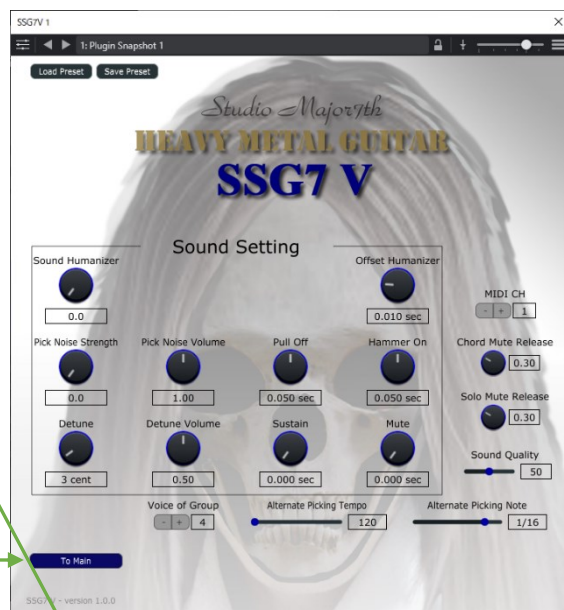 SSG7V 1
1: Plugin Snapshot 1
Load Preset Save Preset
Studio Major7th
HEAVY METAL GUITAR
SSG7 V
Sound Setting
Sound Humanizer Offset Humanizer
0.0 0.010 sec
MIDI CH
- + 1
Pick Noise Strength Pick Noise Volume Pull Off Hammer On Chord Mute Release
0.30
0.0 1.00 0.050 sec 0.050 sec
Solo Mute Release
0.30
Detune Detune Volume Sustain Mute
Sound Quality
50
3 cent 0.50 0.000 sec 0.000 sec
Voice of Group Alternate Picking Tempo Alternate Picking Note
- + 4 120 1/16
To Main
SSG7 V - version 1.0.0